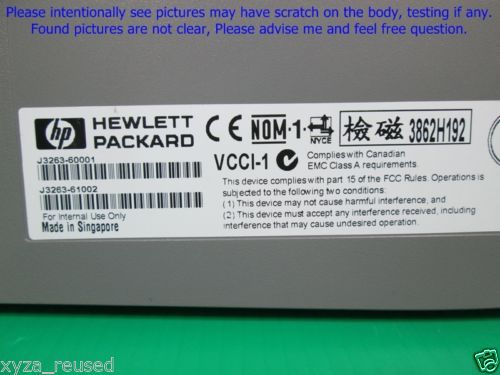 Please intentionally see pictures may have scratch on the body, testing if any.
Found pictures are not clear, Please advise me and feel free question.
hp HEWLETT PACKARD
J3263-60001
J3263-61002
For Internal Use Only
Made in Singapore
CE NOM-1 NYCE 檢磁 3862H192
VCCI-1
Complies with Canadian
EMC Class A requirements.
This device complies with part 15 of the FCC Rules. Operation is
subjected to the following two conditions:
(1) This device may not cause harmful interference, and
(2) This device must accept any interference received, including
interference that may cause undesired operation.
xyza_reused